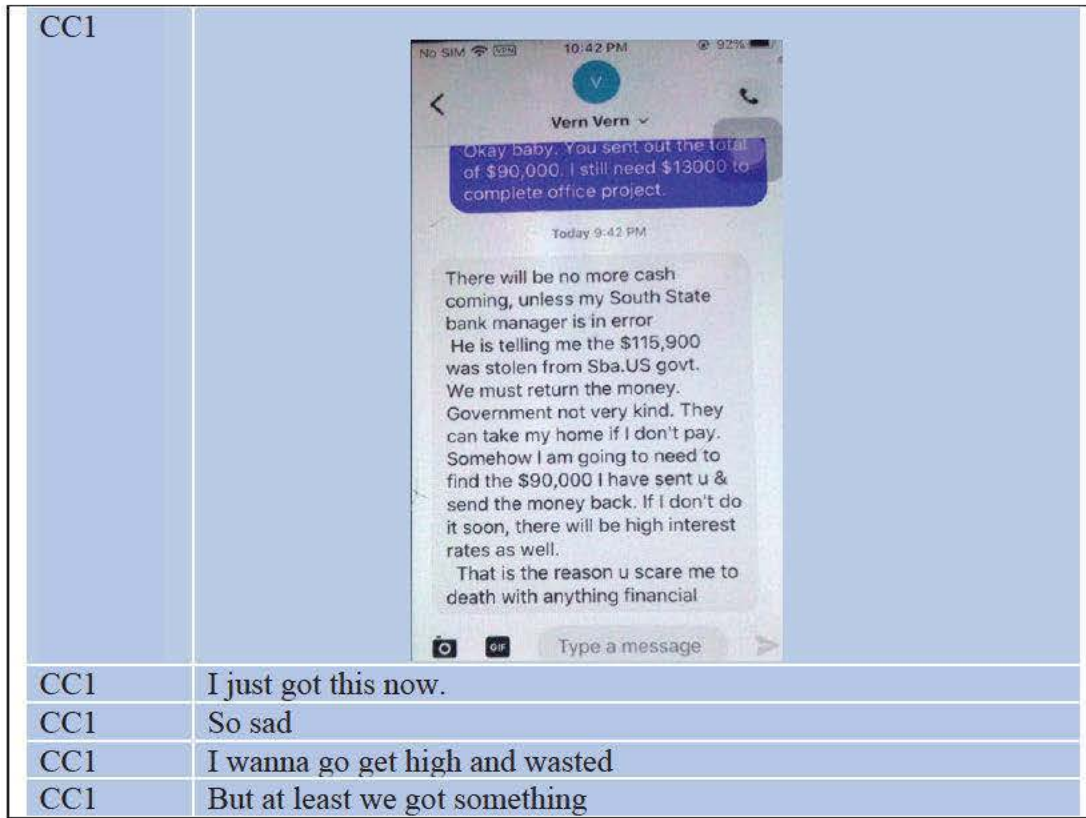 CC1
No SIM VPN 10:42 PM 92%
V
Vern Vern
Okay baby. You sent out the total
of $90,000. I still need $13000 to
complete office project.
Today 9:42 PM
There will be no more cash
coming, unless my South State
bank manager is in error
He is telling me the $115,900
was stolen from Sba.US govt.
We must return the money.
Government not very kind. They
can take my home if I don't pay.
Somehow I am going to need to
find the $90,000 I have sent u &
send the money back. If I don't do
it soon, there will be high interest
rates as well.
That is the reason u scare me to
death with anything financial
GIF Type a message
CC1 I just got this now.
CC1 So sad
CC1 I wanna go get high and wasted
CC1 But at least we got something